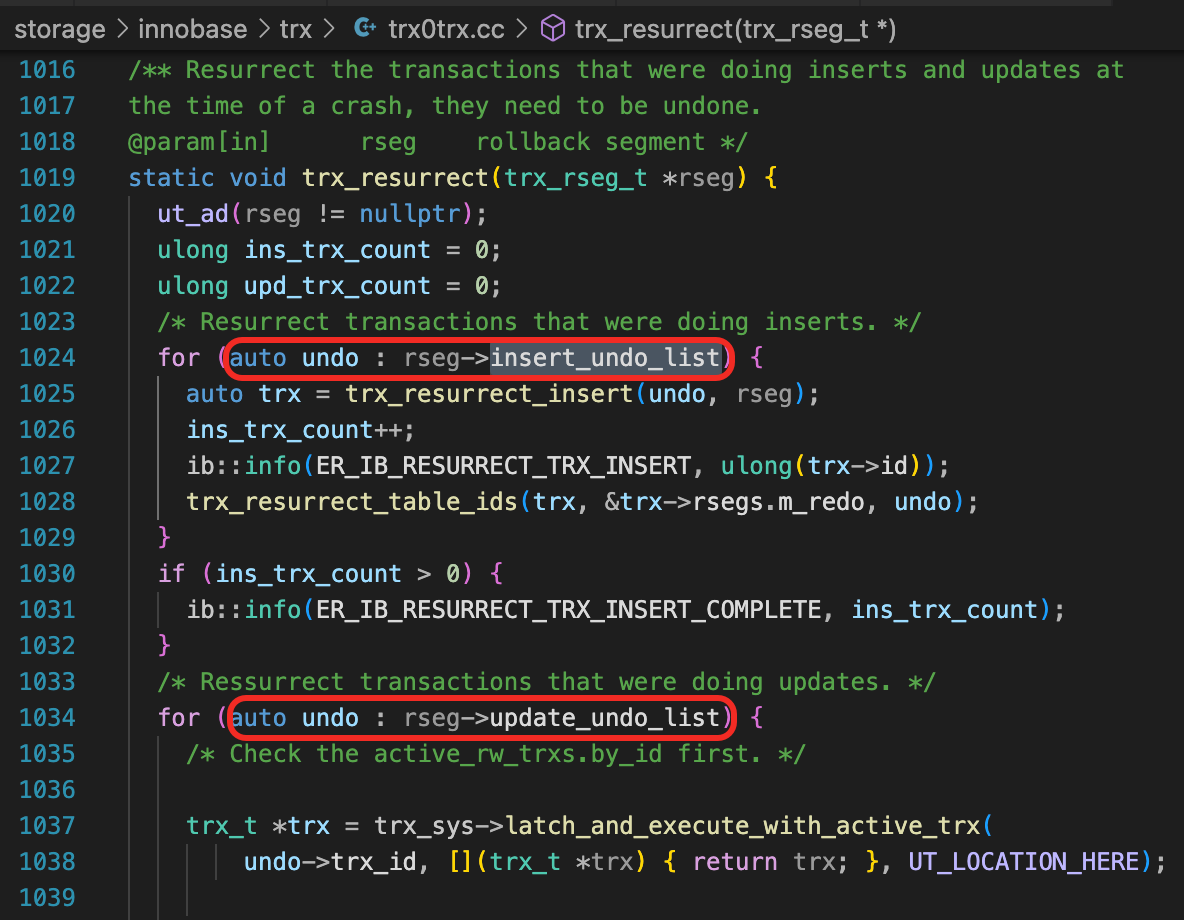 storage > innobase > trx > C++ trx0trx.cc > trx_resurrect(trx_rseg_t *)
1016 /** Resurrect the transactions that were doing inserts and updates at
1017 the time of a crash, they need to be undone.
1018 @param[in]      rseg    rollback segment */
1019 static void trx_resurrect(trx_rseg_t *rseg) {
1020   ut_ad(rseg != nullptr);
1021   ulong ins_trx_count = 0;
1022   ulong upd_trx_count = 0;
1023   /* Resurrect transactions that were doing inserts. */
1024   for (auto undo : rseg->insert_undo_list) {
1025     auto trx = trx_resurrect_insert(undo, rseg);
1026     ins_trx_count++;
1027     ib::info(ER_IB_RESURRECT_TRX_INSERT, ulong(trx->id));
1028     trx_resurrect_table_ids(trx, &trx->rsegs.m_redo, undo);
1029   }
1030   if (ins_trx_count > 0) {
1031     ib::info(ER_IB_RESURRECT_TRX_INSERT_COMPLETE, ins_trx_count);
1032   }
1033   /* Ressurrect transactions that were doing updates. */
1034   for (auto undo : rseg->update_undo_list) {
1035     /* Check the active_rw_trxs.by_id first. */
1036
1037     trx_t *trx = trx_sys->latch_and_execute_with_active_trx(
1038         undo->trx_id, [](trx_t *trx) { return trx; }, UT_LOCATION_HERE);
1039